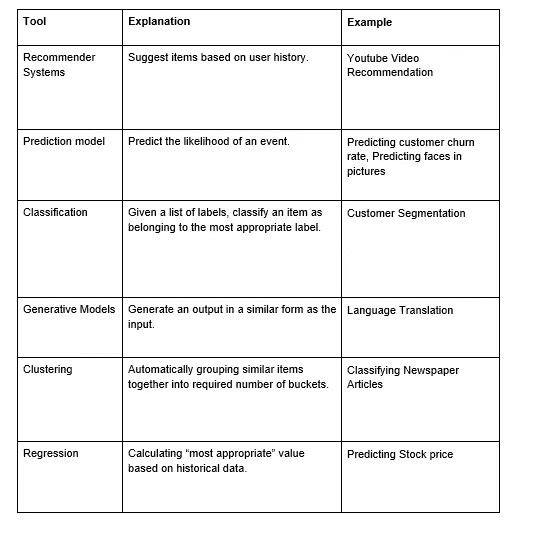 Tool
Explanation
Example
Recommender
Systems
Suggest items based on user history.
Youtube Video
Recommendation
Prediction model
Predict the likelihood of an event.
Predicting customer churn
rate, Predicting faces in
pictures
Classification
Given a list of labels, classify an item as
belonging to the most appropriate label.
Customer Segmentation
Generative Models
Generate an output in a similar form as the
input.
Language Translation
Clustering
Automatically grouping similar items
together into required number of buckets.
Classifying Newspaper
Articles
Regression
Calculating “most appropriate” value
based on historical data.
Predicting Stock price